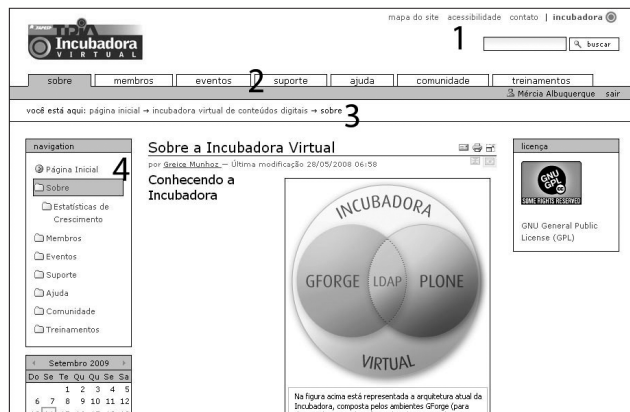 mapa do site acessibilidade contato | incubadora
1
TIDIA
Incubadora
VIRTUAL
buscar
sobre membros eventos 2 suporte ajuda comunidade treinamentos
Mércia Albuquerque sair
você está aqui: página inicial → incubadora virtual de conteúdos digitais → sobre
3
navigation
4
Página Inicial
Sobre
Estatísticas de
Crescimento
Membros
Eventos
Suporte
Ajuda
Comunidade
Treinamentos
Setembro 2009
Do Se Te Qu Qu Se Sa
1 2 3 4 5
6 7 8 9 10 11 12
Sobre a Incubadora Virtual
por Greice Munhoz — Última modificação 28/05/2008 06:58
Conhecendo a
Incubadora
INCUBADORA
GFORGE LDAP PLONE
VIRTUAL
Na figura acima está representada a arquitetura atual da
Incubadora, composta pelos ambientes GForge (para
licença
GNU
GPL
SOME RIGHTS RESERVED
GNU General Public
License (GPL)